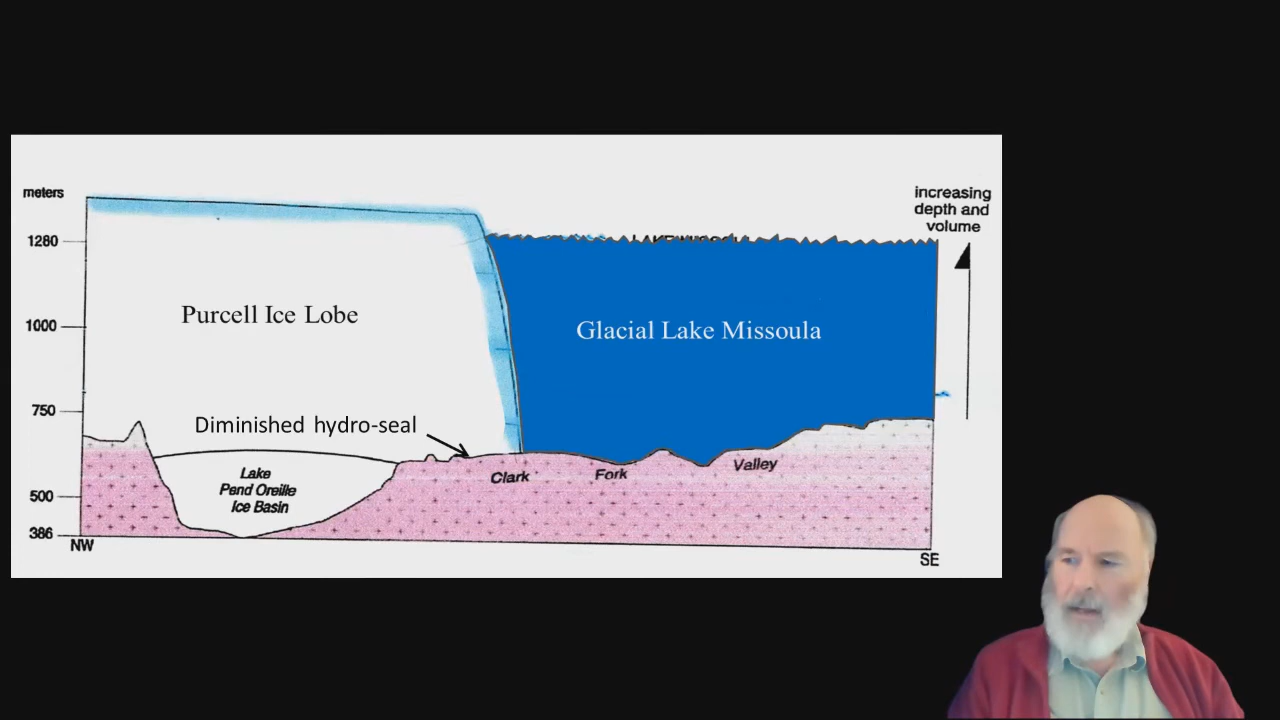 meters
increasing
depth and
volume
1280
Purcell Ice Lobe
1000
Glacial Lake Missoula
750
Diminished hydro-seal
Lake
Pend Oreille
Ice Basin
Clark
Fork
Valley
500
386
NW
SE